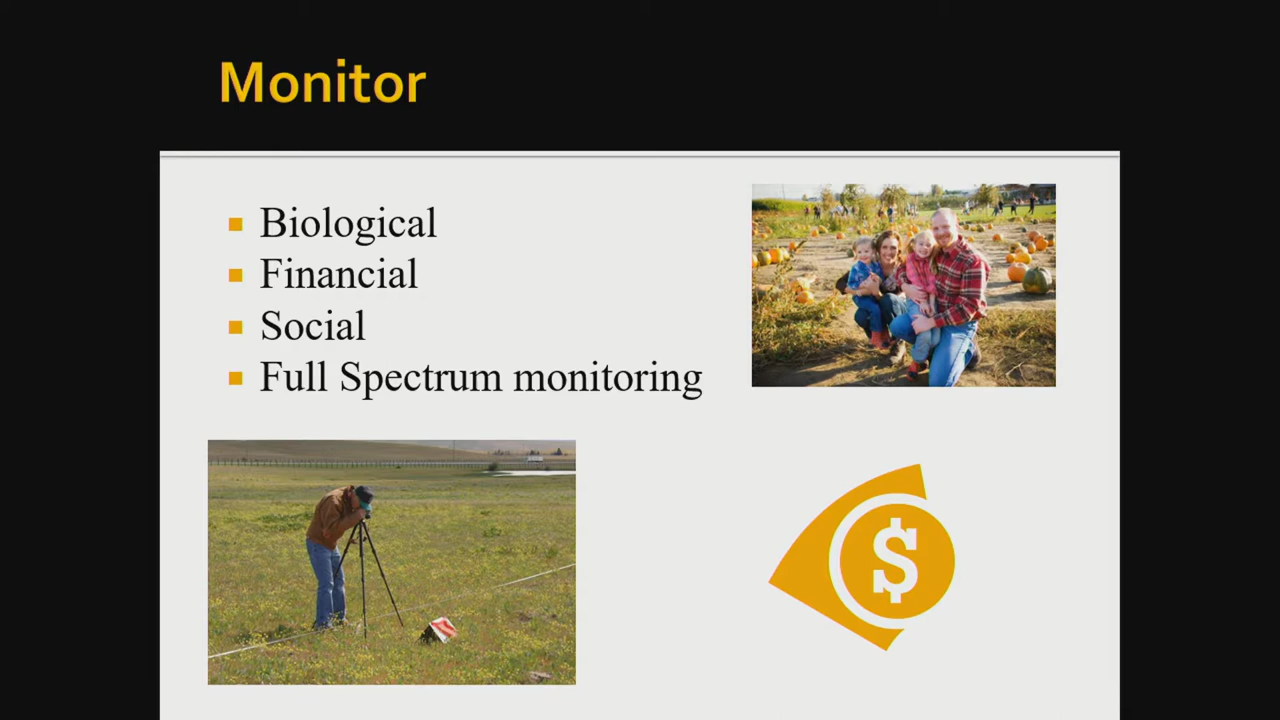 Monitor
Biological
Financial
Social
Full Spectrum monitoring
$